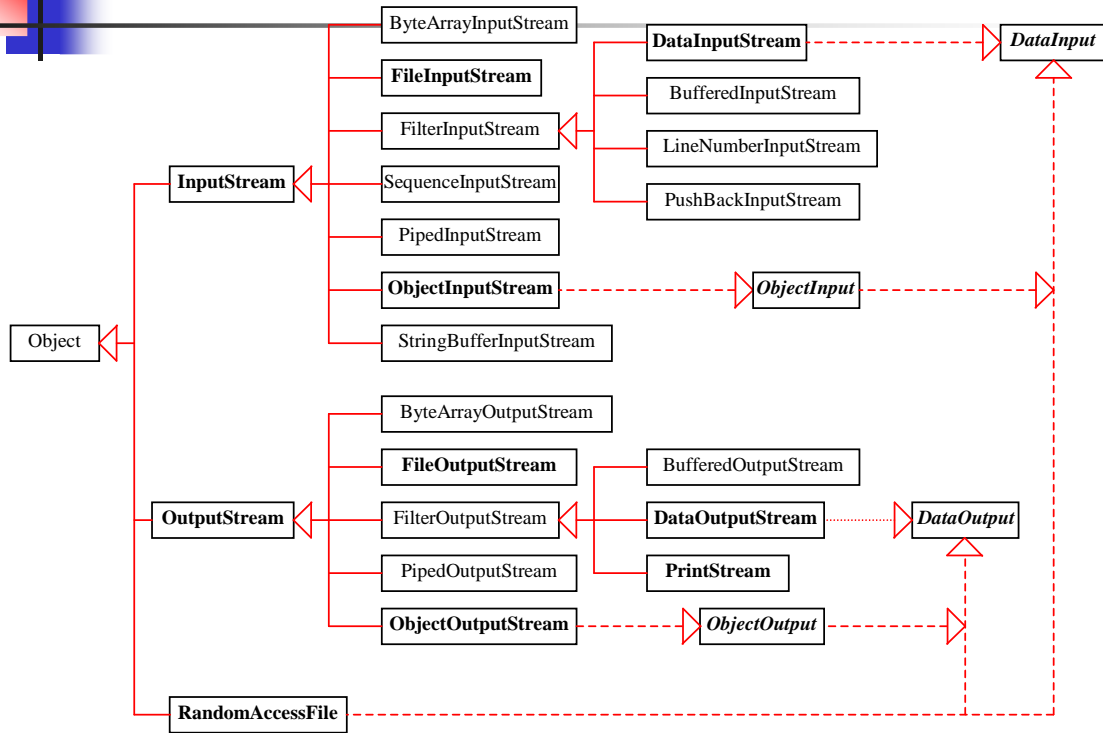 ByteArrayInputStream
DataInputStream
DataInput
FileInputStream
BufferedInputStream
FilterInputStream
LineNumberInputStream
InputStream
SequenceInputStream
PushBackInputStream
PipedInputStream
ObjectInputStream
ObjectInput
Object
StringBufferInputStream
ByteArrayOutputStream
FileOutputStream
BufferedOutputStream
OutputStream
FilterOutputStream
DataOutputStream
DataOutput
PipedOutputStream
PrintStream
ObjectOutputStream
ObjectOutput
RandomAccessFile